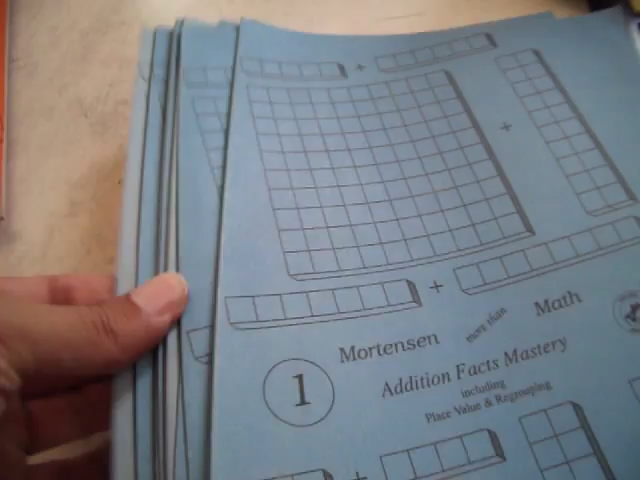 +
+
+
Mortensen more than Math
1 Addition Facts Mastery
including
Place Value & Regrouping
+